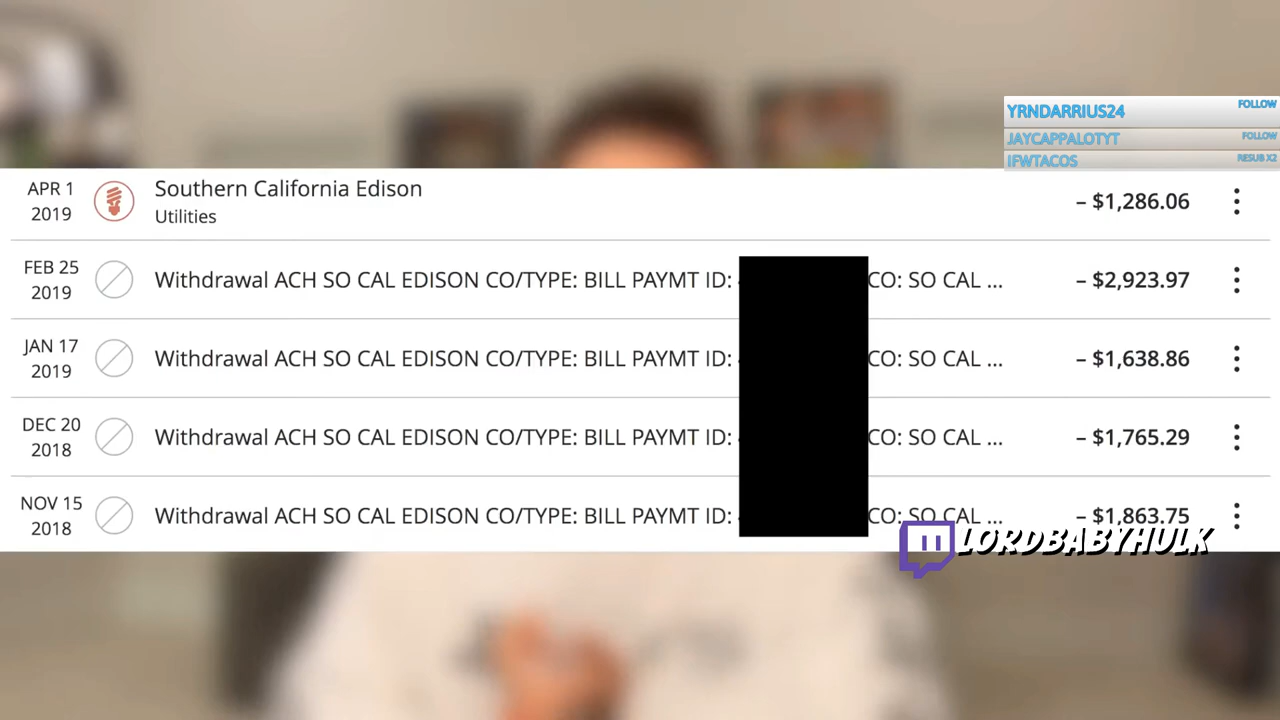 YRNDARRIUS24 FOLLOW
JAYCAPPALOTYT FOLLOW
IFWTACOS RESUB X2
APR 1
2019
Southern California Edison
Utilities
– $1,286.06
FEB 25
2019
Withdrawal ACH SO CAL EDISON CO/TYPE: BILL PAYMT ID: CO: SO CAL ...
– $2,923.97
JAN 17
2019
Withdrawal ACH SO CAL EDISON CO/TYPE: BILL PAYMT ID: CO: SO CAL ...
– $1,638.86
DEC 20
2018
Withdrawal ACH SO CAL EDISON CO/TYPE: BILL PAYMT ID: CO: SO CAL ...
– $1,765.29
NOV 15
2018
Withdrawal ACH SO CAL EDISON CO/TYPE: BILL PAYMT ID: CO: SO CAL ...
– $1,863.75
LORDBABYHULK